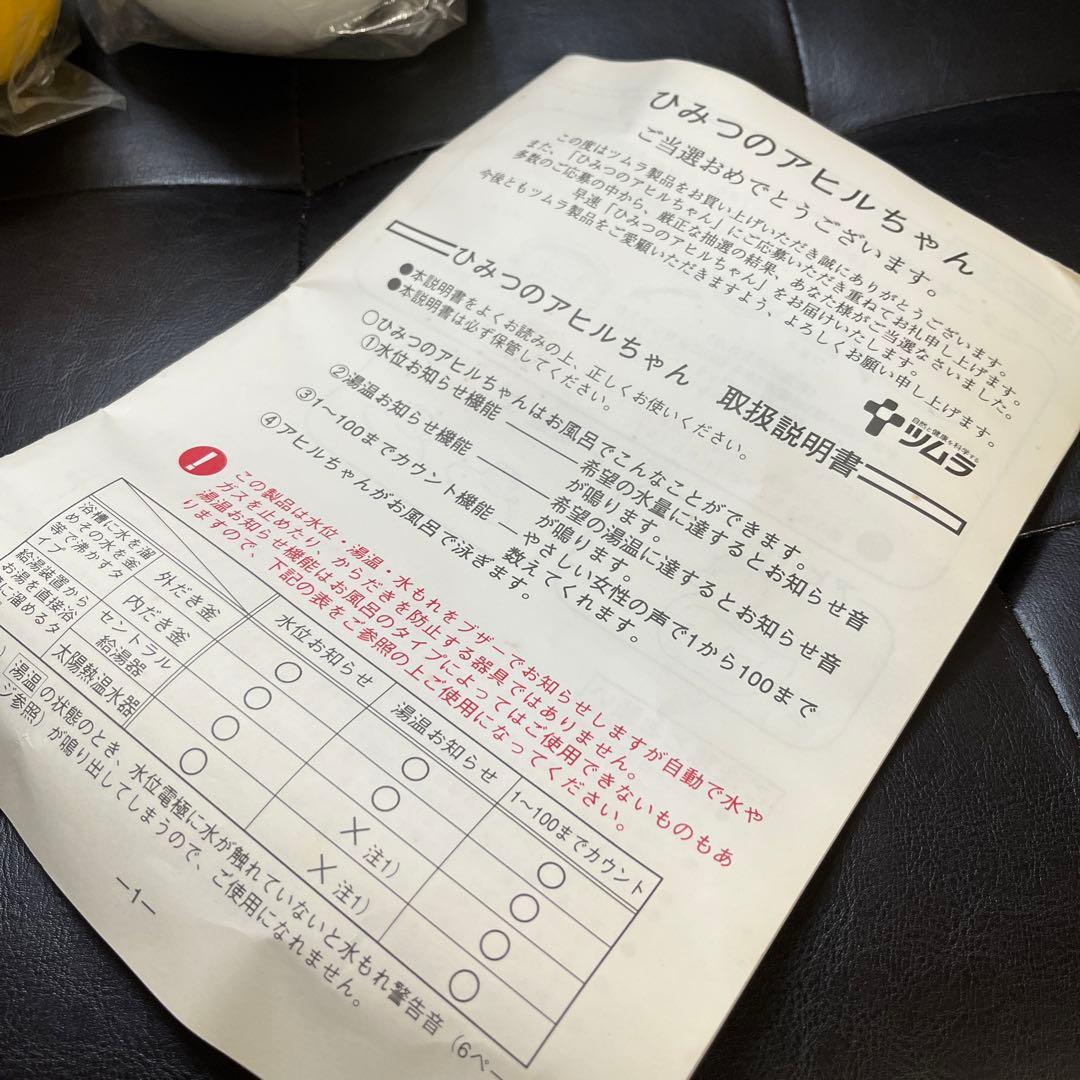 ひみつのアヒルちゃん
ご当選おめでとうございます。
この度はツムラ製品をお買い上げいただき誠にありがとうございます。
また、「ひみつのアヒルちゃん」にご応募いただき重ねてお礼申し上げます。
多数のご応募の中から、厳正な抽選の結果、あなた様がご当選なさいました。
早速「ひみつのアヒルちゃん」をお届けいたします。
今後ともツムラ製品をご愛顧いただきますよう、よろしくお願い申し上げます。
自然と健康を科学する
ツムラ
ひみつのアヒルちゃん 取扱説明書
●本説明書をよくお読みの上、正しくお使いください。
●本説明書は必ず保管してください。
○ひみつのアヒルちゃんはお風呂でこんなことができます。
①水位お知らせ機能――希望の水量に達するとお知らせ音
が鳴ります。
②湯温お知らせ機能――希望の湯温に達するとお知らせ音
が鳴ります。
③1~100までカウント機能―やさしい女性の声で1から100まで
数えてくれます。
④アヒルちゃんがお風呂で泳ぎます。
この製品は水位・湯温・水もれをブザーでお知らせしますが自動で水や
ガスを止めたり、からだきを防止する器具ではありません。
湯温お知らせ機能はお風呂のタイプによってはご使用できないものもあ
りますので、下記の表をご参照の上ご使用になってください。
水位お知らせ 湯温お知らせ 1~100までカウント
浴槽に水を溜
めその水を釜
等で沸かすタ
イプ
外だき釜 ○ ○ ○
内だき釜 ○ ○ ○
給湯装置から
お湯を直接浴
に溜めるタ
セントラル
給湯器 ○ × 注1) ○
太陽熱温水器 ○ × 注1) ○
湯温の状態のとき、水位電極に水が触れていないと水もれ警告音(6ペー
ジ参照)が鳴り出してしまうので、ご使用になれません。
―1―